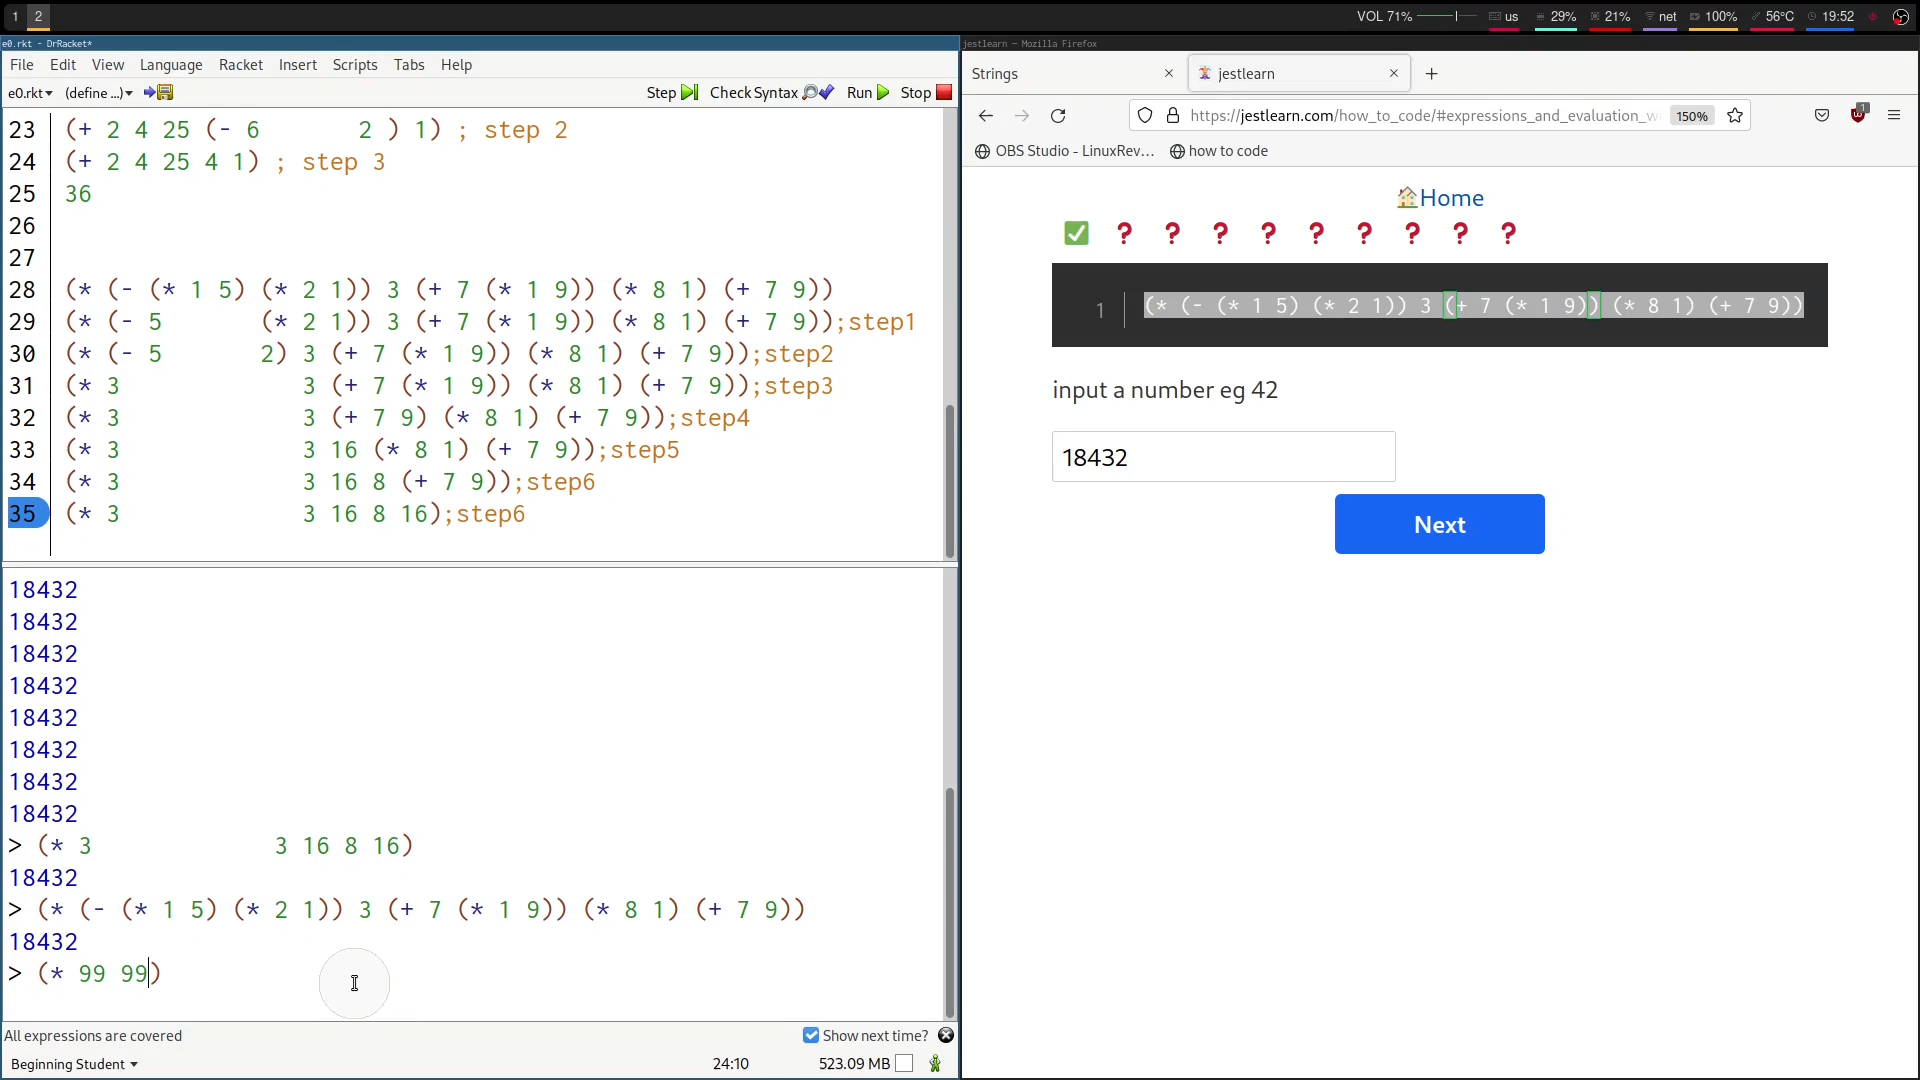 1 2
VOL 71% us 29% 21% net 100% 56°C 19:52
e0.rkt - DrRacket*
jestlearn — Mozilla Firefox
File Edit View Language Racket Insert Scripts Tabs Help
e0.rkt (define ...) Step Check Syntax Run Stop
23 (+ 2 4 25 (- 6 2 ) 1) ; step 2
24 (+ 2 4 25 4 1) ; step 3
25 36
26
27
28 (* (- (* 1 5) (* 2 1)) 3 (+ 7 (* 1 9)) (* 8 1) (+ 7 9))
29 (* (- 5 (* 2 1)) 3 (+ 7 (* 1 9)) (* 8 1) (+ 7 9));step1
30 (* (- 5 2) 3 (+ 7 (* 1 9)) (* 8 1) (+ 7 9));step2
31 (* 3 3 (+ 7 (* 1 9)) (* 8 1) (+ 7 9));step3
32 (* 3 3 (+ 7 9) (* 8 1) (+ 7 9));step4
33 (* 3 3 16 (* 8 1) (+ 7 9));step5
34 (* 3 3 16 8 (+ 7 9));step6
35 (* 3 3 16 8 16);step6
18432
18432
18432
18432
18432
18432
18432
18432
> (* 3 3 16 8 16)
18432
> (* (- (* 1 5) (* 2 1)) 3 (+ 7 (* 1 9)) (* 8 1) (+ 7 9))
18432
> (* 99 99)
All expressions are covered Show next time?
Beginning Student 24:10 523.09 MB
Strings jestlearn
https://jestlearn.com/how_to_code/#expressions_and_evaluation_w 150%
OBS Studio - LinuxRev... how to code
Home
? ? ? ? ? ? ? ? ?
1 (* (- (* 1 5) (* 2 1)) 3 (+ 7 (* 1 9)) (* 8 1) (+ 7 9))
input a number eg 42
18432
Next